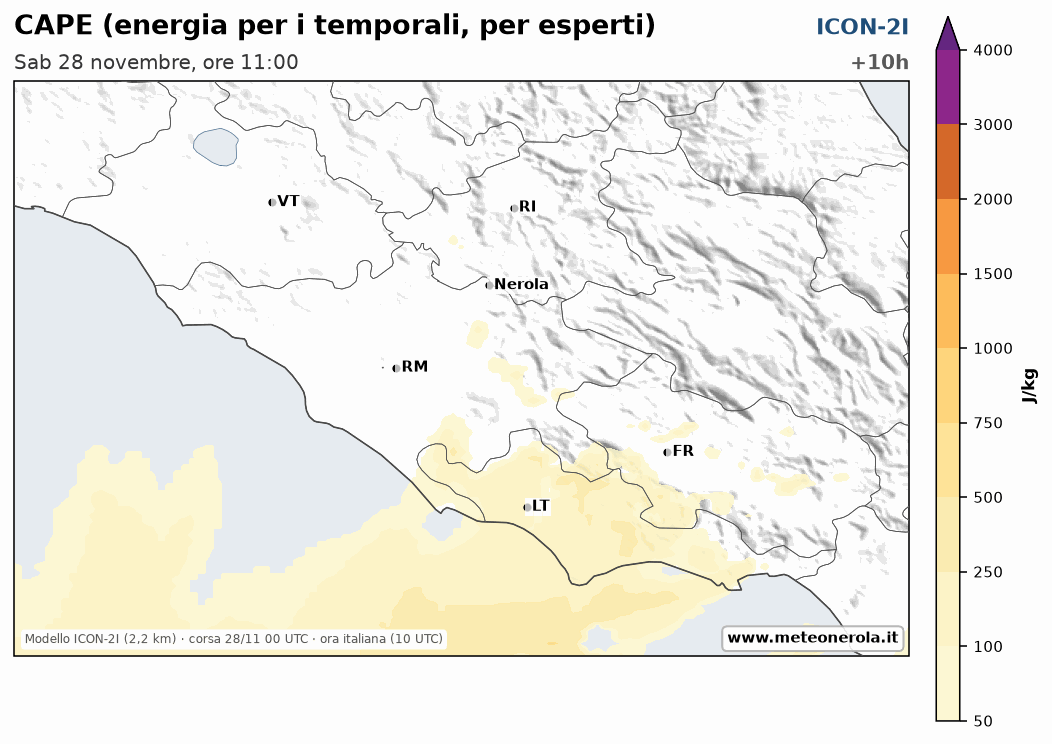 CAPE (energia per i temporali, per esperti)
ICON-2I
Sab 28 novembre, ore 11:00
+10h
4000
3000
2000
1500
1000
750
500
250
100
50
J/kg
VT
RI
Nerola
RM
FR
LT
Modello ICON-2I (2,2 km) · corsa 28/11 00 UTC · ora italiana (10 UTC)
www.meteonerola.it